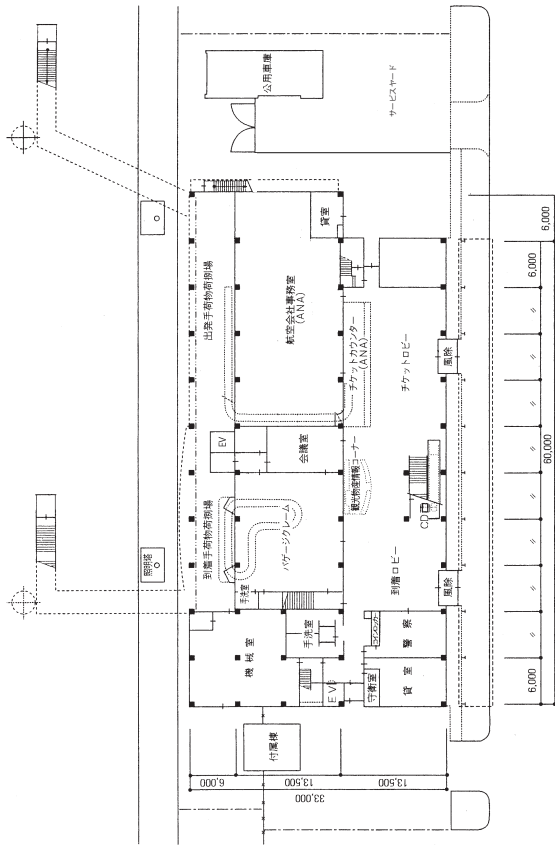 公用車庫
サービスヤード
照明塔
照明塔
出発手荷物荷捌場
貸室
航空会社事務室
(ANA)
チケットカウンター
(ANA)
チケットロビー
風除
EV
会議室
観光物産情報コーナー
到着手荷物荷捌場
バゲージクレーム
CD
到着ロビー
風除
手洗室
手洗室
コインロッカー
警察
機械室
EV
守衛室
貸室
付属棟
6,000
13,500
13,500
33,000
6,000
6,000
〃
〃
〃
〃
〃
〃
〃
〃
6,000
60,000